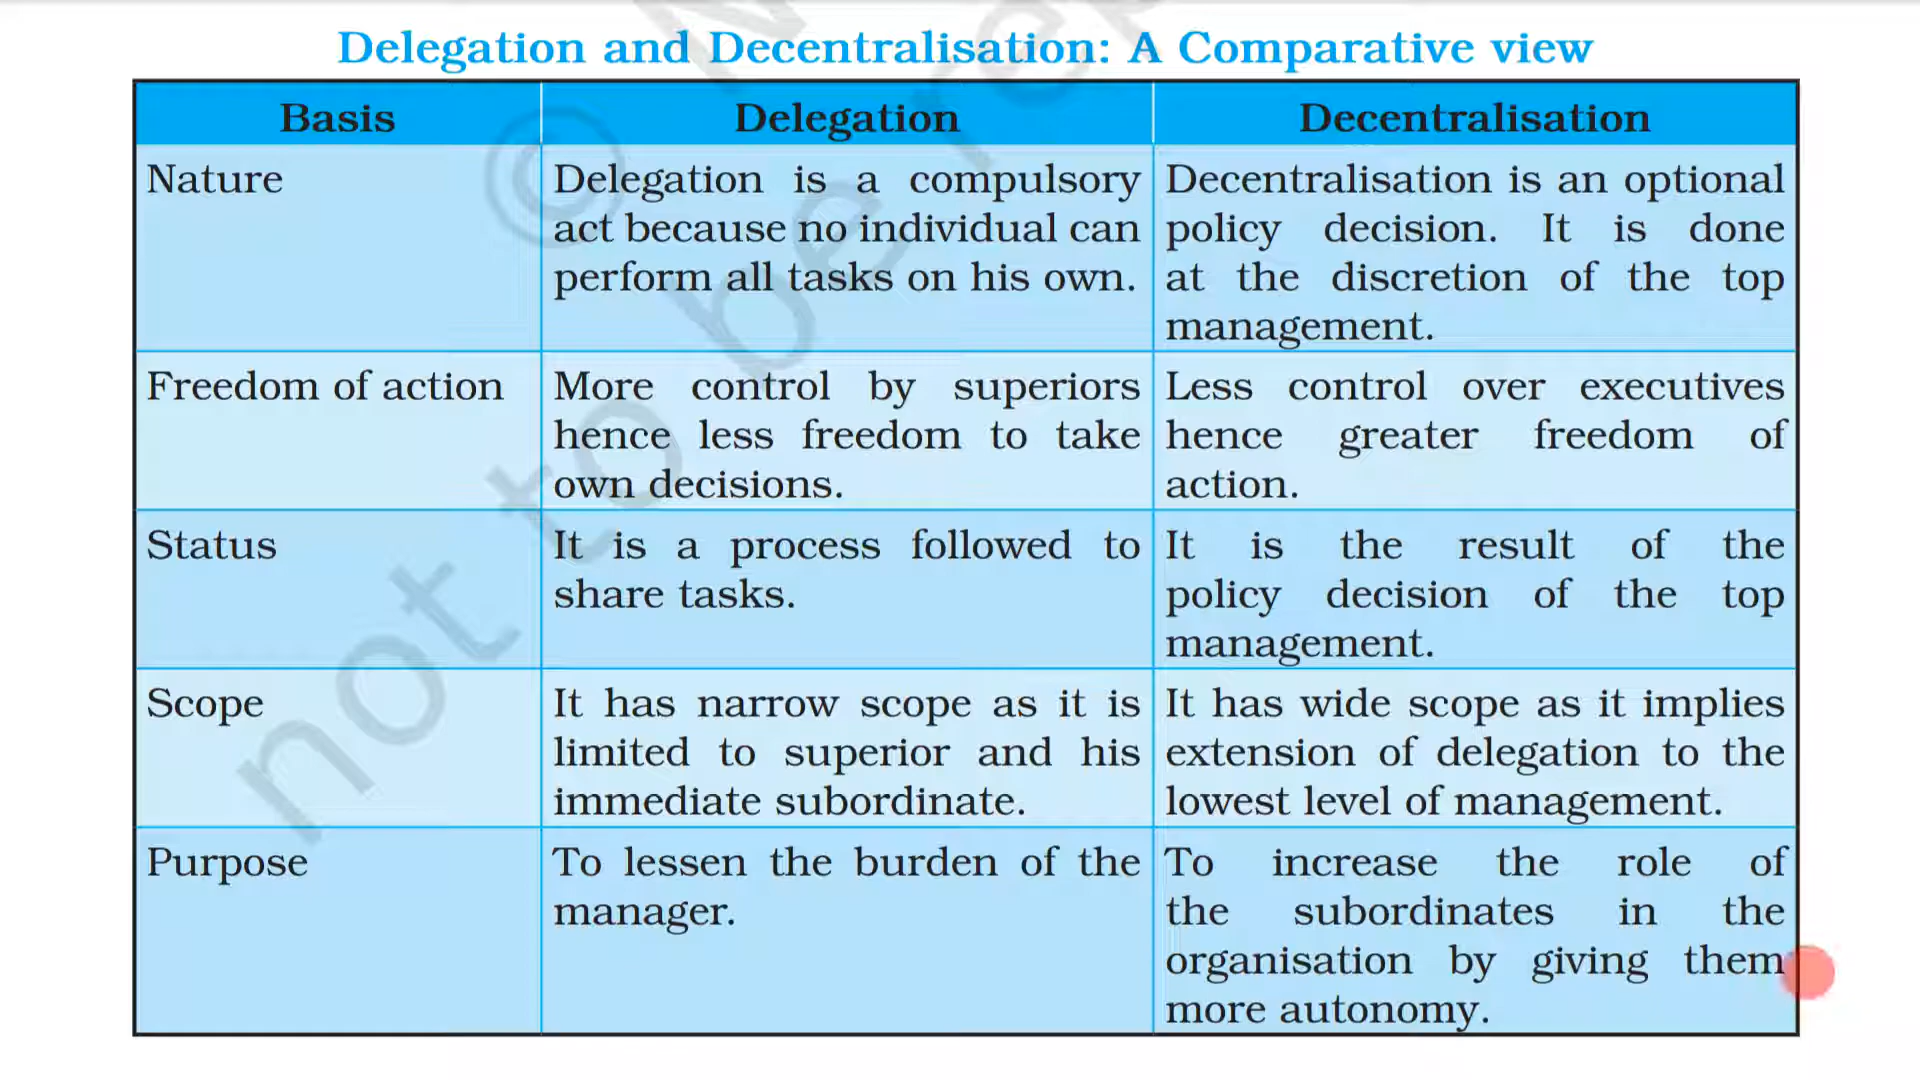 Delegation and Decentralisation: A Comparative view
Basis
Delegation
Decentralisation
Nature
Delegation is a compulsory
act because no individual can
perform all tasks on his own.
Decentralisation is an optional
policy decision. It is done
at the discretion of the top
management.
Freedom of action
More control by superiors
hence less freedom to take
own decisions.
Less control over executives
hence greater freedom of
action.
Status
It is a process followed to
share tasks.
It is the result of the
policy decision of the top
management.
Scope
It has narrow scope as it is
limited to superior and his
immediate subordinate.
It has wide scope as it implies
extension of delegation to the
lowest level of management.
Purpose
To lessen the burden of the
manager.
To increase the role of
the subordinates in the
organisation by giving them
more autonomy.
©
not to be